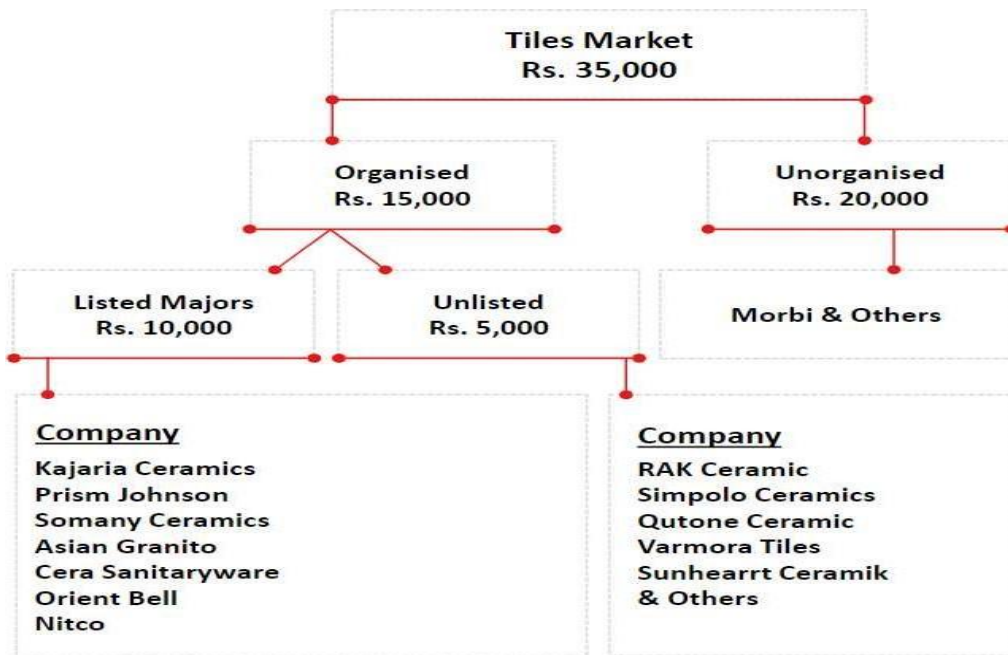 Tiles Market
Rs. 35,000
Organised
Rs. 15,000
Unorganised
Rs. 20,000
Listed Majors
Rs. 10,000
Unlisted
Rs. 5,000
Morbi & Others
Company
Kajaria Ceramics
Prism Johnson
Somany Ceramics
Asian Granito
Cera Sanitaryware
Orient Bell
Nitco
Company
RAK Ceramic
Simpolo Ceramics
Qutone Ceramic
Varmora Tiles
Sunhearrt Ceramik
& Others